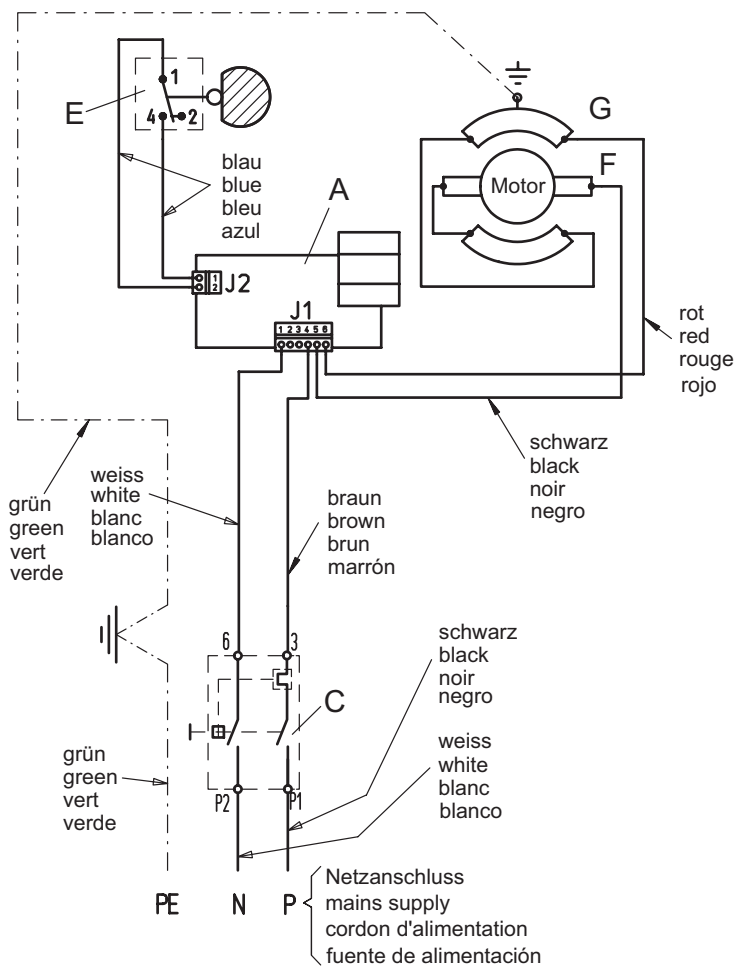 1
E
4
2
G
F
Motor
blau
blue
bleu
azul
A
1
2
J2
J1
1 2 3 4 5 6
rot
red
rouge
rojo
schwarz
black
noir
negro
weiss
white
blanc
blanco
grün
green
vert
verde
braun
brown
brun
marrón
6
3
schwarz
black
noir
negro
C
weiss
white
blanc
blanco
grün
green
vert
verde
P2
P1
PE N P
Netzanschluss
mains supply
cordon d'alimentation
fuente de alimentación